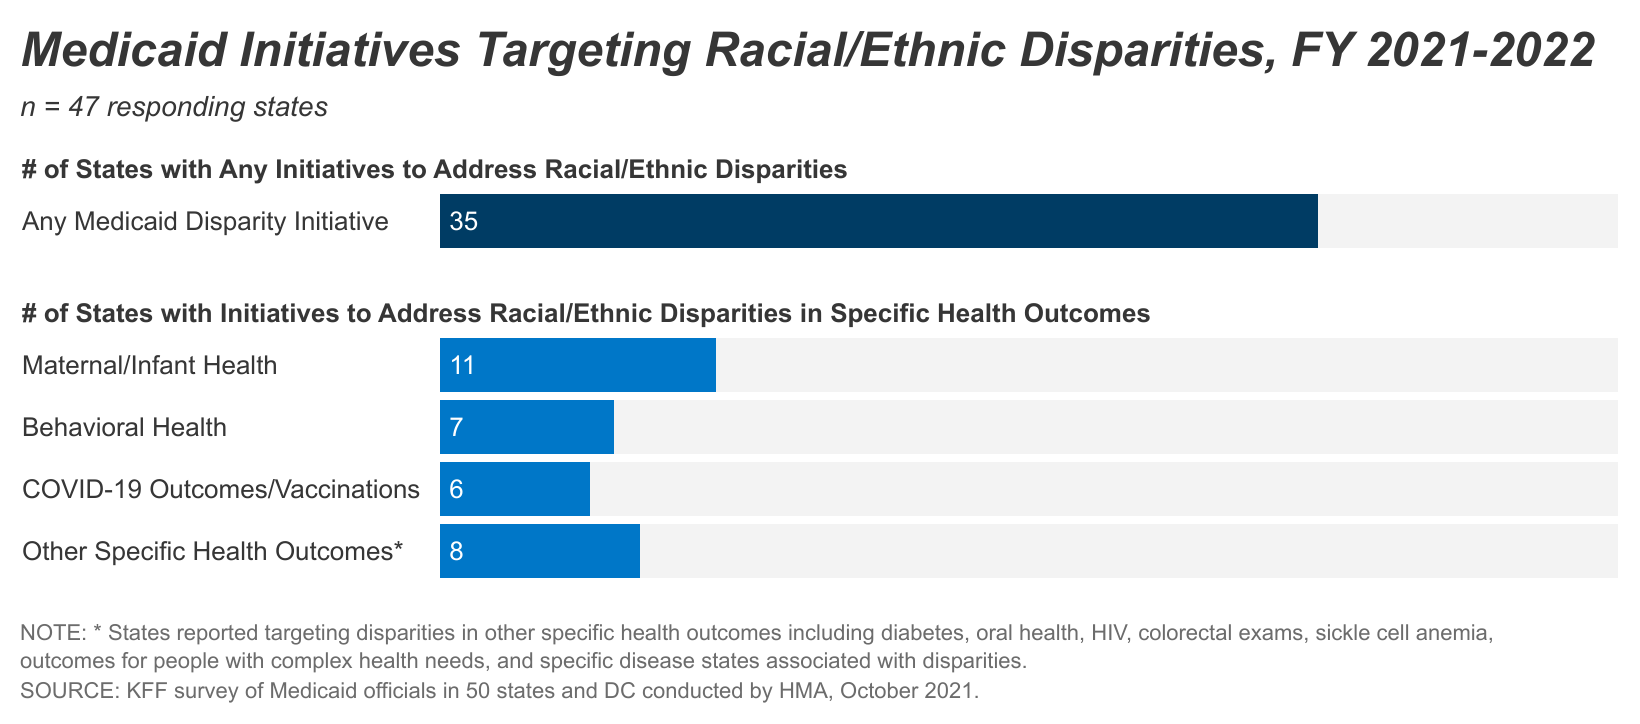 Medicaid Initiatives Targeting Racial/Ethnic Disparities, FY 2021-2022
n = 47 responding states
# of States with Any Initiatives to Address Racial/Ethnic Disparities
Any Medicaid Disparity Initiative 35
# of States with Initiatives to Address Racial/Ethnic Disparities in Specific Health Outcomes
Maternal/Infant Health 11
Behavioral Health 7
COVID-19 Outcomes/Vaccinations 6
Other Specific Health Outcomes* 8
NOTE: * States reported targeting disparities in other specific health outcomes including diabetes, oral health, HIV, colorectal exams, sickle cell anemia,
outcomes for people with complex health needs, and specific disease states associated with disparities.
SOURCE: KFF survey of Medicaid officials in 50 states and DC conducted by HMA, October 2021.